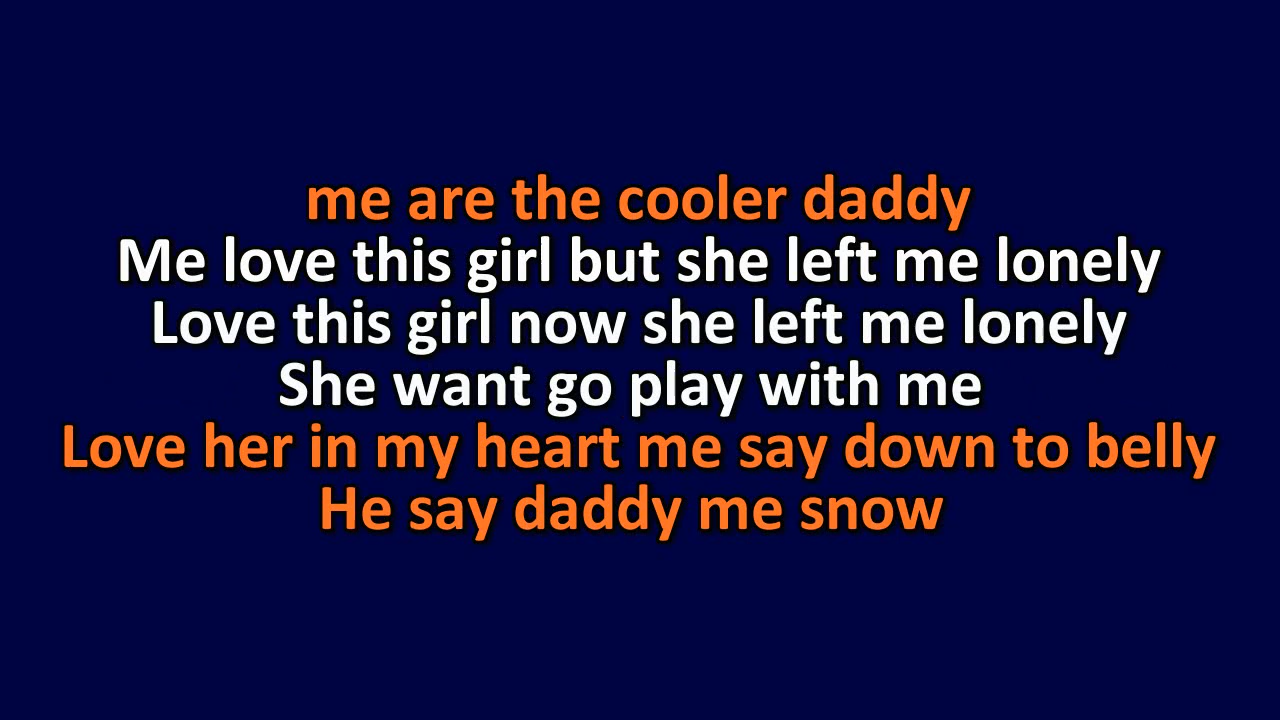 me are the cooler daddy
Me love this girl but she left me lonely
Love this girl now she left me lonely
She want go play with me
Love her in my heart me say down to belly
He say daddy me snow